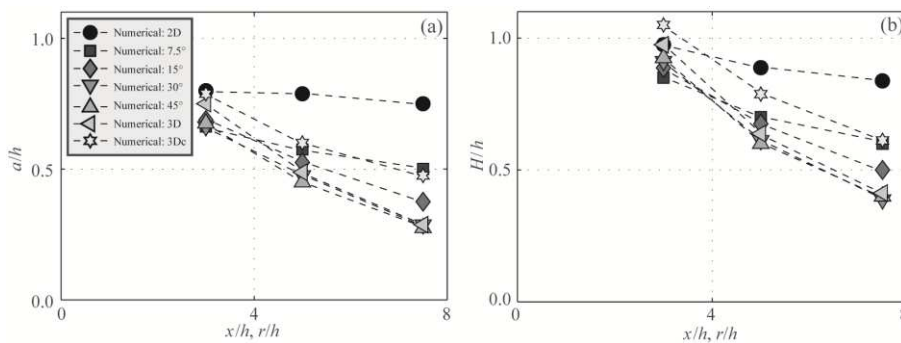 (a)
1.0
0.5
0.0
a/h
0
4
8
x/h, r/h
Numerical: 2D
Numerical: 7.5°
Numerical: 15°
Numerical: 30°
Numerical: 45°
Numerical: 3D
Numerical: 3Dc
(b)
1.0
0.5
0.0
H/h
0
4
8
x/h, r/h